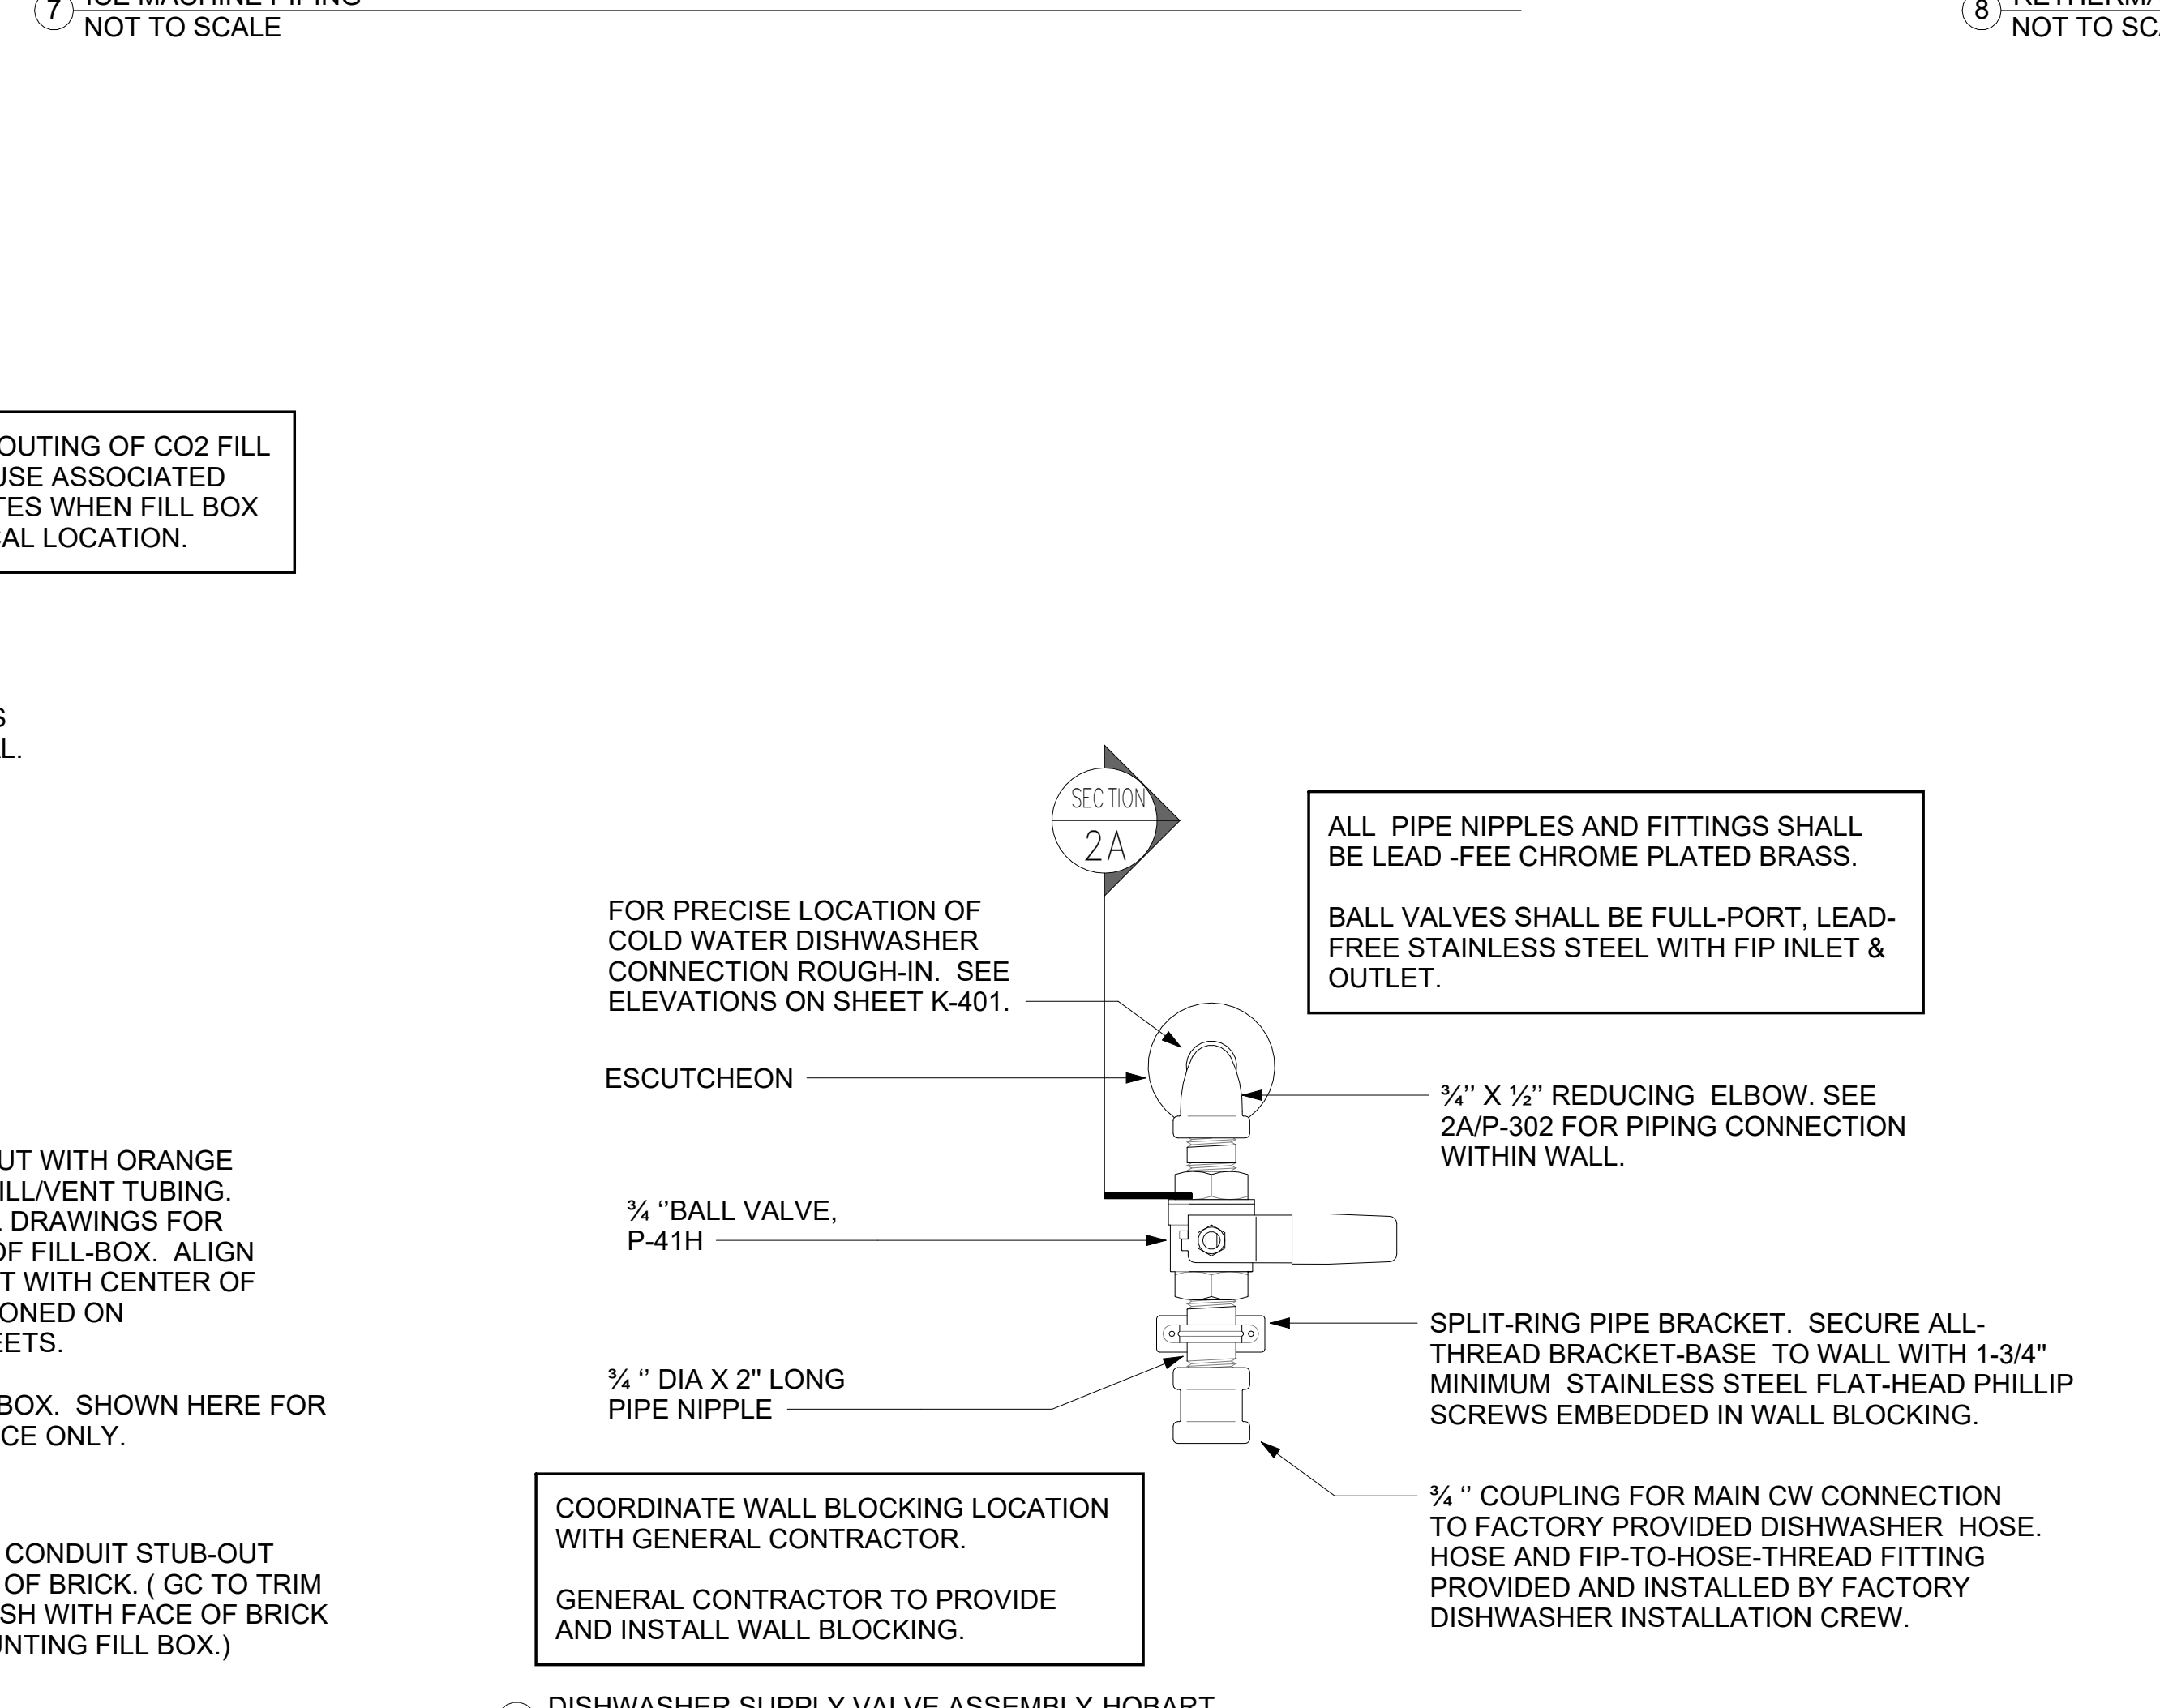 7
ICE MACHINE PIPING
NOT TO SCALE
8
NOT TO
OUTING OF CO2 FILL
USE ASSOCIATED
WHEN FILL BOX
LOCATION.
SECTION
2A
ALL PIPE NIPPLES AND FITTINGS SHALL
BE LEAD -FEE CHROME PLATED BRASS.
BALL VALVES SHALL BE FULL-PORT, LEAD-
FREE STAINLESS STEEL WITH FIP INLET &
OUTLET.
FOR PRECISE LOCATION OF
COLD WATER DISHWASHER
CONNECTION ROUGH-IN. SEE
ELEVATIONS ON SHEET K-401.
ESCUTCHEON
¾'' X ½'' REDUCING ELBOW. SEE
2A/P-302 FOR PIPING CONNECTION
WITHIN WALL.
¾ ‘’BALL VALVE,
P-41H
¾ ‘’ DIA X 2" LONG
PIPE NIPPLE
SPLIT-RING PIPE BRACKET. SECURE ALL-
THREAD BRACKET-BASE TO WALL WITH 1-3/4"
MINIMUM STAINLESS STEEL FLAT-HEAD PHILLIP
SCREWS EMBEDDED IN WALL BLOCKING.
¾ ‘’ COUPLING FOR MAIN CW CONNECTION
TO FACTORY PROVIDED DISHWASHER HOSE.
HOSE AND FIP-TO-HOSE-THREAD FITTING
PROVIDED AND INSTALLED BY FACTORY
DISHWASHER INSTALLATION CREW.
COORDINATE WALL BLOCKING LOCATION
WITH GENERAL CONTRACTOR.
GENERAL CONTRACTOR TO PROVIDE
AND INSTALL WALL BLOCKING.
UT WITH ORANGE
ILL/VENT TUBING.
DRAWINGS FOR
OF FILL-BOX. ALIGN
T WITH CENTER OF
ONED ON
EETS.
BOX. SHOWN HERE FOR
CE ONLY.
CONDUIT STUB-OUT
OF BRICK. ( GC TO TRIM
SH WITH FACE OF BRICK
UNTING FILL BOX.)
DISHWASHER SUPPLY VALVE ASSEMBLY-HOBART